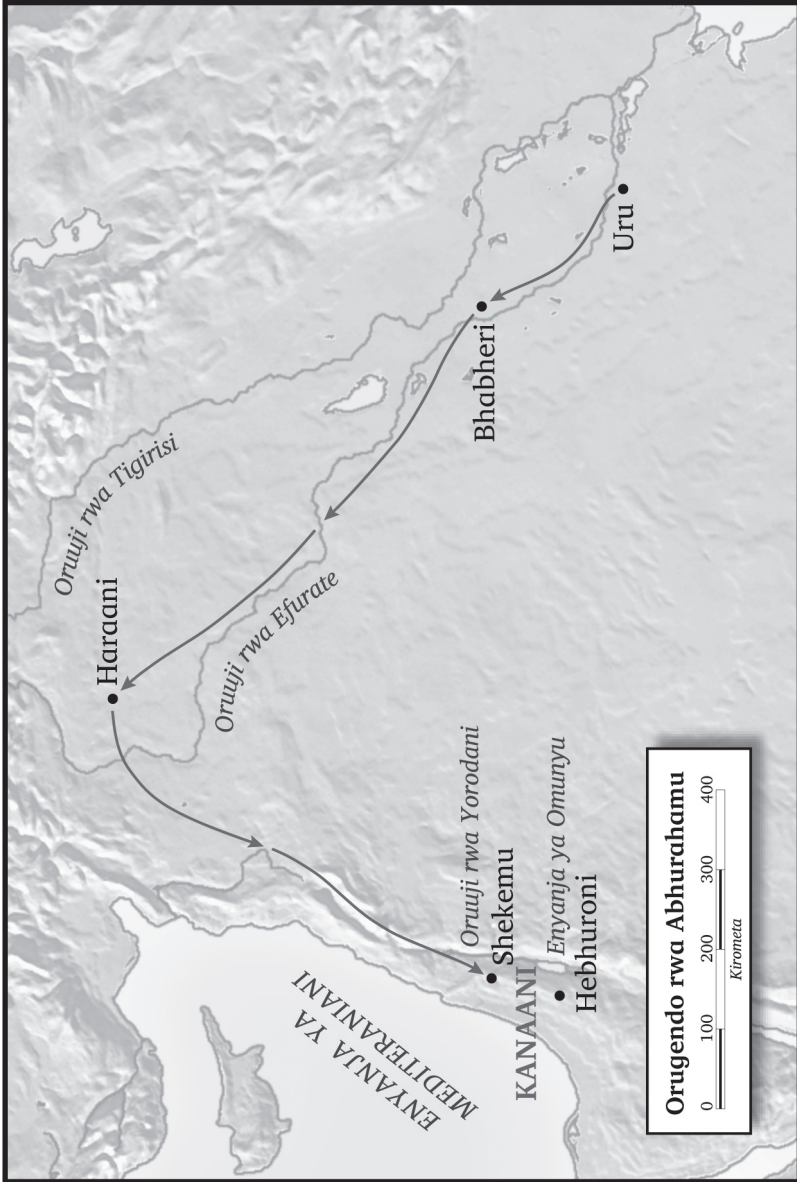 Oruuji rwa Tigirisi
Haraani
Oruuji rwa Efurate
Bhabheri
Uru
ENYANJA YA
MEDITERANIANI
Oruuji rwa Yorodani
Shekemu
KANAANI
Enyanja ya Omunyu
Hebhuroni
Orugendo rwa Abhurahamu
0 100 200 300 400
Kirometa